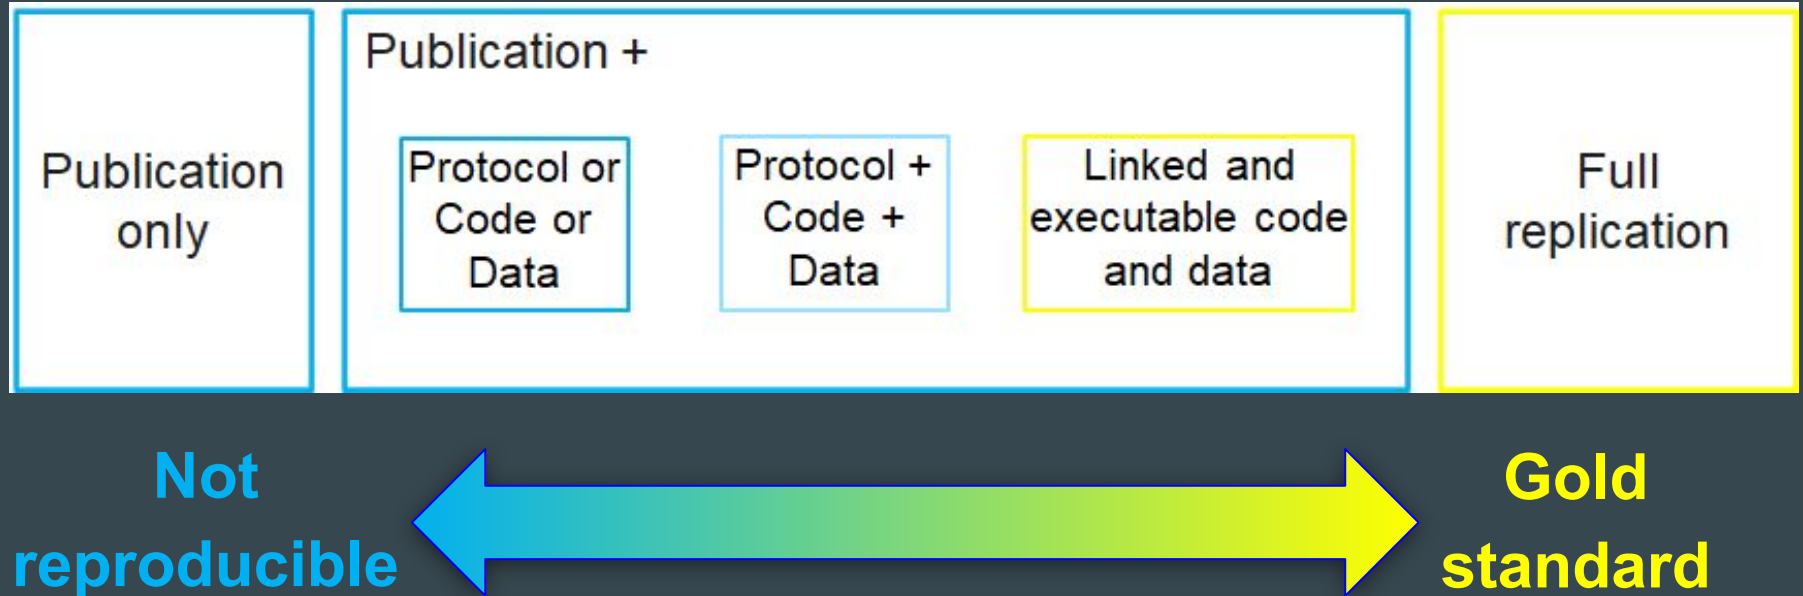 Publication
only
Publication +
Protocol or
Code or
Data
Protocol +
Code +
Data
Linked and
executable code
and data
Full
replication
Not
reproducible
Gold
standard